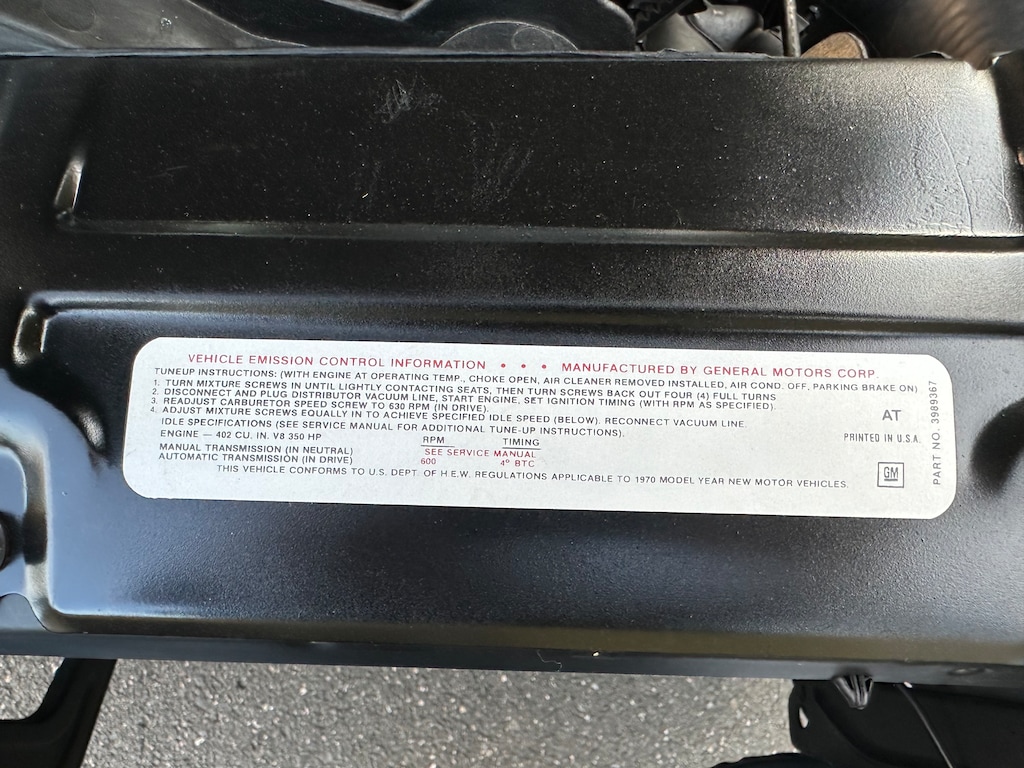 VEHICLE EMISSION CONTROL INFORMATION • • • MANUFACTURED BY GENERAL MOTORS CORP.
TUNEUP INSTRUCTIONS: (WITH ENGINE AT OPERATING TEMP., CHOKE OPEN, AIR CLEANER REMOVED INSTALLED, AIR COND. OFF, PARKING BRAKE ON)
1. TURN MIXTURE SCREWS IN UNTIL LIGHTLY CONTACTING SEATS, THEN TURN SCREWS BACK OUT FOUR (4) FULL TURNS
2. DISCONNECT AND PLUG DISTRIBUTOR VACUUM LINE, START ENGINE, SET IGNITION TIMING (WITH RPM AS SPECIFIED).
3. READJUST CARBURETOR SPEED SCREW TO 630 RPM (IN DRIVE).
4. ADJUST MIXTURE SCREWS EQUALLY IN TO ACHIEVE SPECIFIED IDLE SPEED (BELOW). RECONNECT VACUUM LINE.
IDLE SPECIFICATIONS (SEE SERVICE MANUAL FOR ADDITIONAL TUNE-UP INSTRUCTIONS).
ENGINE — 402 CU. IN. V8 350 HP RPM TIMING
MANUAL TRANSMISSION (IN NEUTRAL) SEE SERVICE MANUAL
AUTOMATIC TRANSMISSION (IN DRIVE) 600 4º BTC
THIS VEHICLE CONFORMS TO U.S. DEPT. OF H.E.W. REGULATIONS APPLICABLE TO 1970 MODEL YEAR NEW MOTOR VEHICLES.
AT
PRINTED IN U.S.A.
GM
PART NO. 3989367